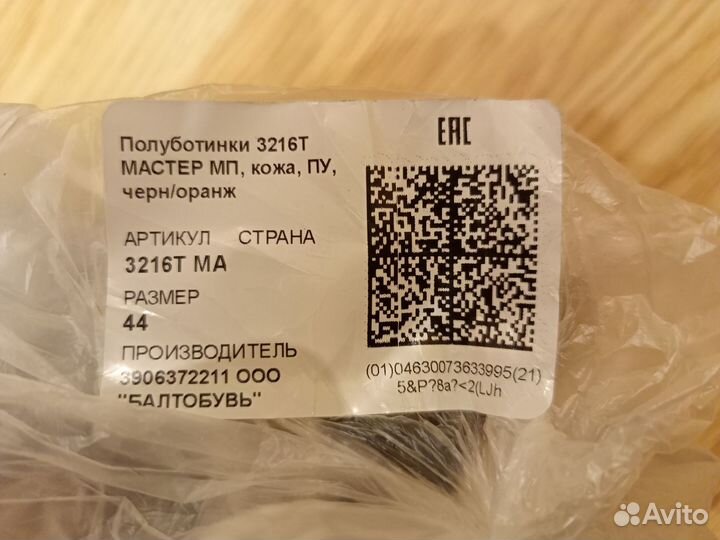 Полуботинки 3216Т
МАСТЕР МП, кожа, ПУ,
черн/оранж
АРТИКУЛ СТРАНА
3216Т МА
РАЗМЕР
44
ПРОИЗВОДИТЕЛЬ
3906372211 ООО
"БАЛТОБУВЬ"
EAC
(01)04630073633995(21)
5&P?8a?<2(LJh
Avito